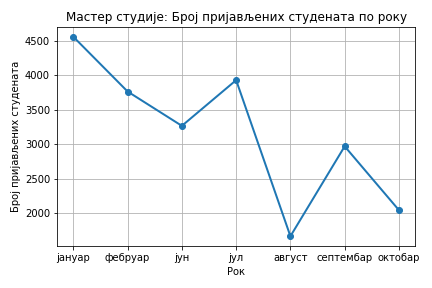 Мастер студије: Број пријављених студената по року
Број пријављених студената
4500
4000
3500
3000
2500
2000
јануар фебруар јун јул август септембар октобар
Рок